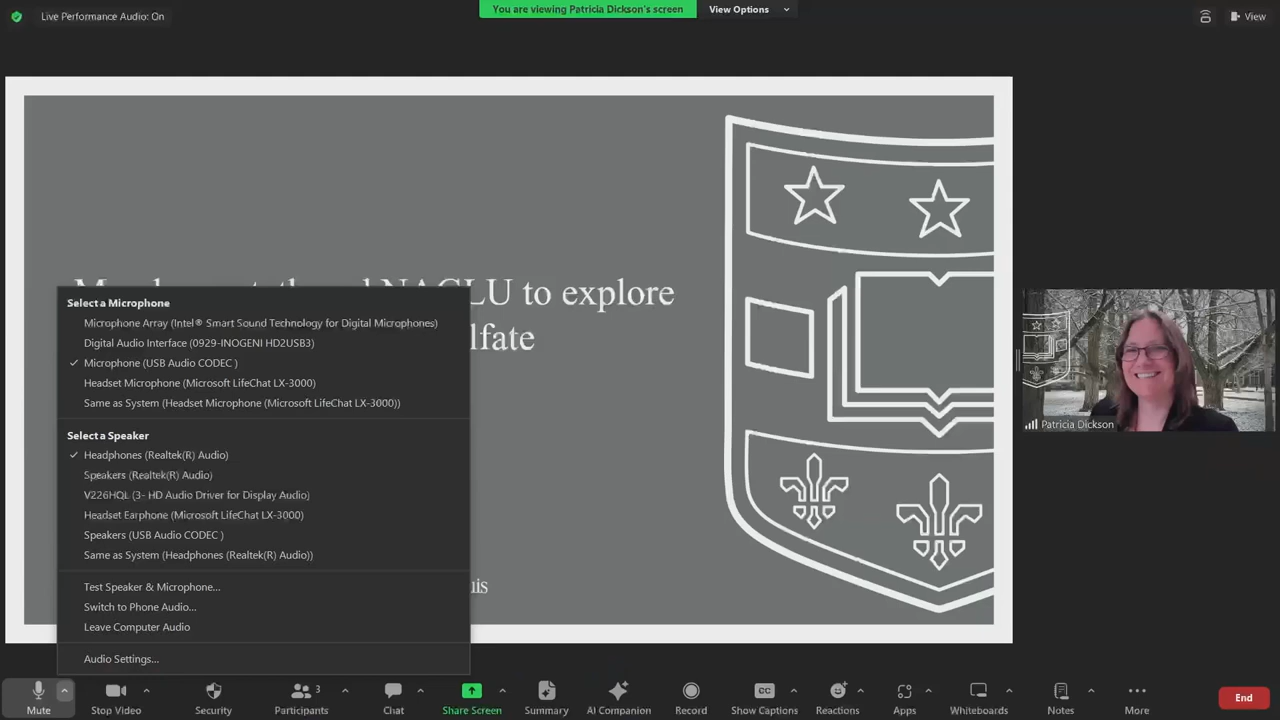 Live Performance Audio: On
You are viewing Patricia Dickson's screen
View Options
View
NAGLU to explore
Select a Microphone
Microphone Array (Intel® Smart Sound Technology for Digital Microphones)
Digital Audio Interface (0929-INOGENI HD2USB3)
Microphone (USB Audio CODEC )
Headset Microphone (Microsoft LifeChat LX-3000)
Same as System (Headset Microphone (Microsoft LifeChat LX-3000))
Select a Speaker
Headphones (Realtek(R) Audio)
Speakers (Realtek(R) Audio)
V226HQL (3- HD Audio Driver for Display Audio)
Headset Earphone (Microsoft LifeChat LX-3000)
Speakers (USB Audio CODEC )
Same as System (Headphones (Realtek(R) Audio))
Test Speaker & Microphone...
Switch to Phone Audio...
Leave Computer Audio
Audio Settings...
Patricia Dickson
Mute
Stop Video
Security
3
Participants
Chat
Share Screen
Summary
AI Companion
Record
CC
Show Captions
Reactions
Apps
Whiteboards
Notes
More
End